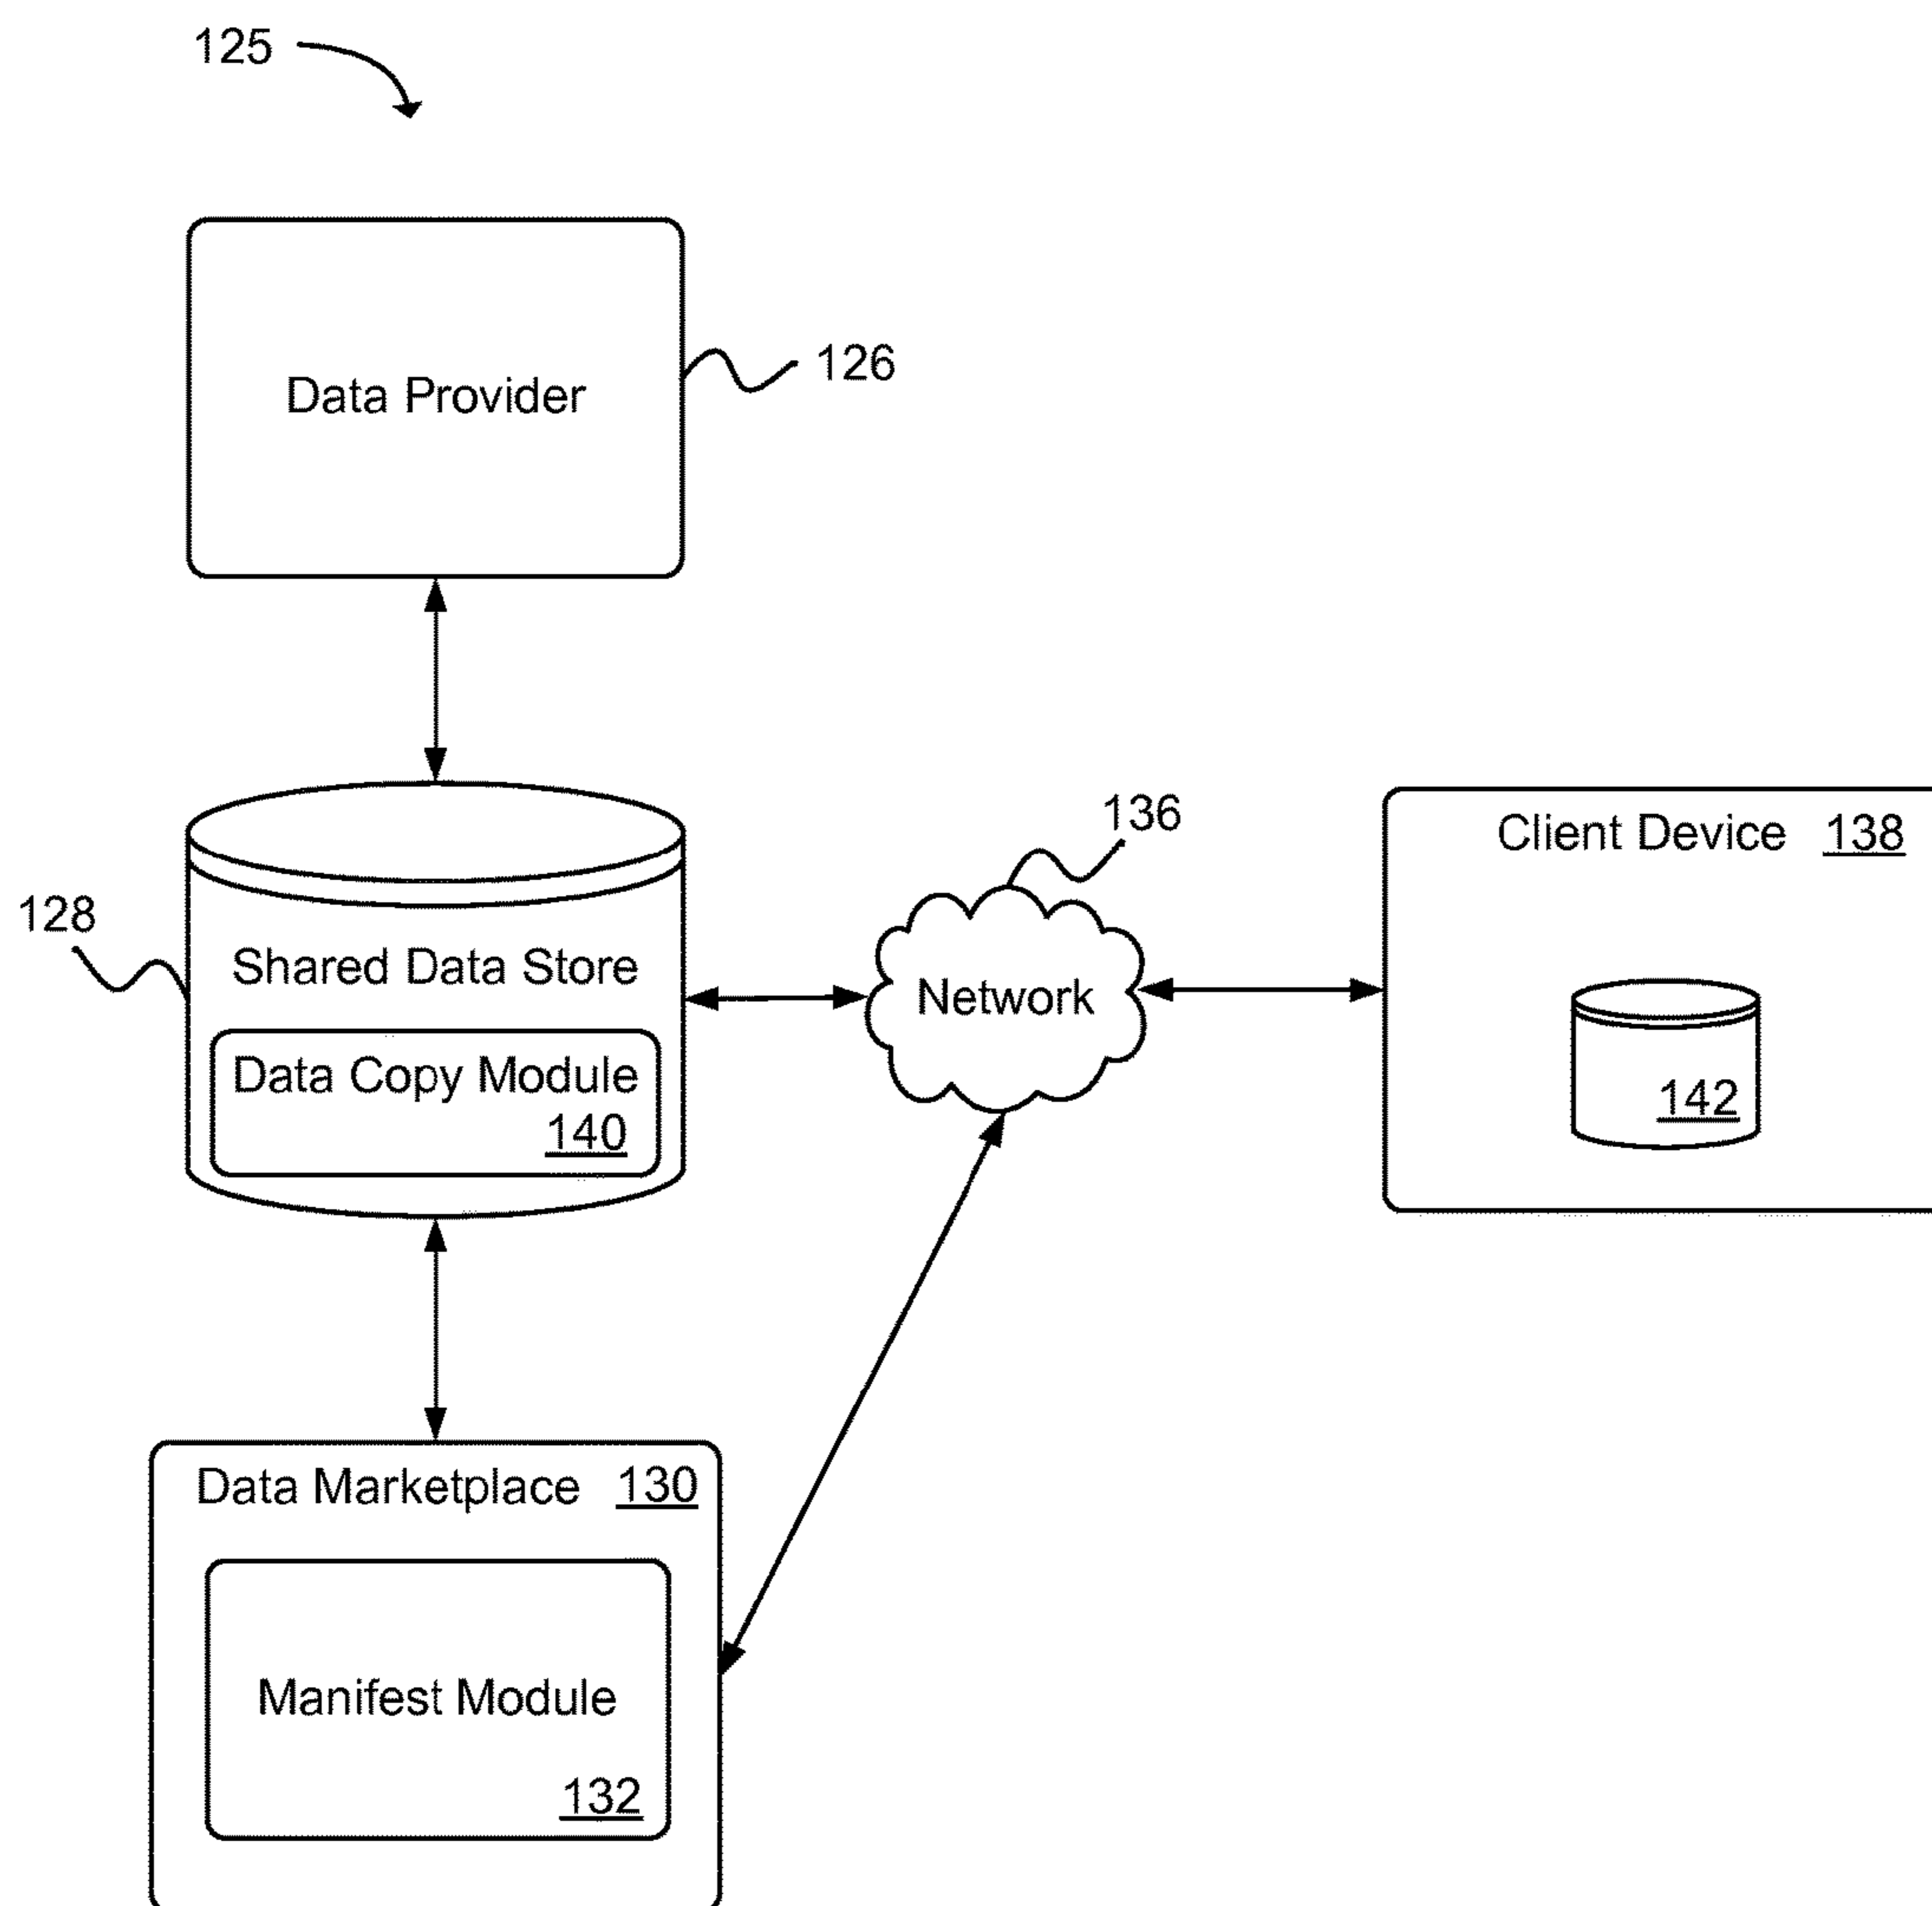 125
Data Provider
126
136
Client Device 138
128
Shared Data Store
Network
Data Copy Module
140
142
Data Marketplace 130
Manifest Module
132